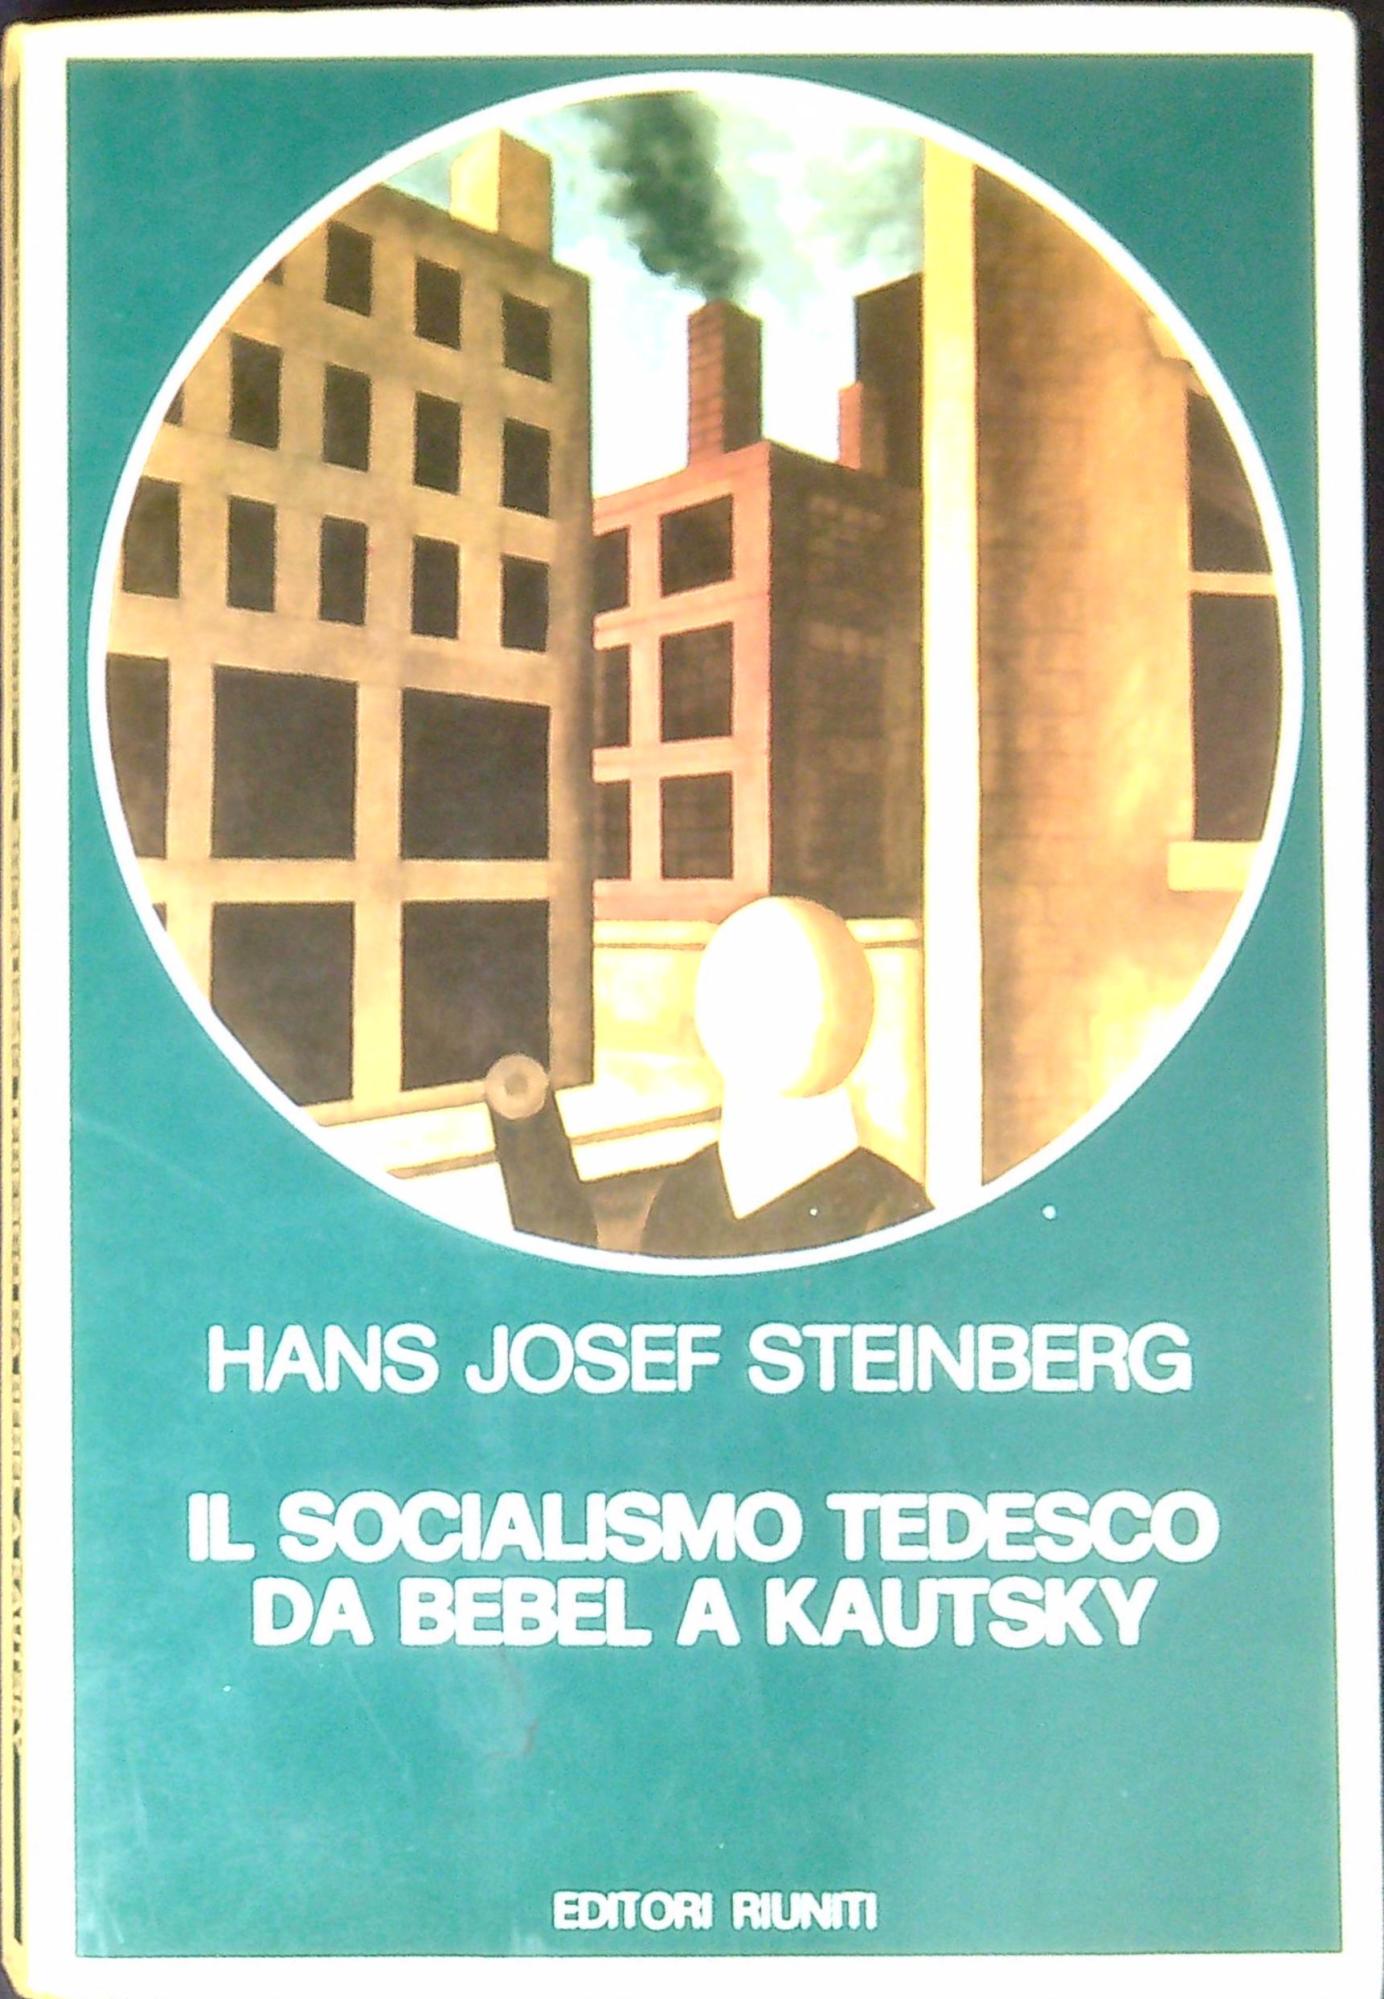 HANS JOSEF STEINBERG
IL SOCIALISMO TEDESCO
DA BEBEL A KAUTSKY
EDITORI RIUNITI